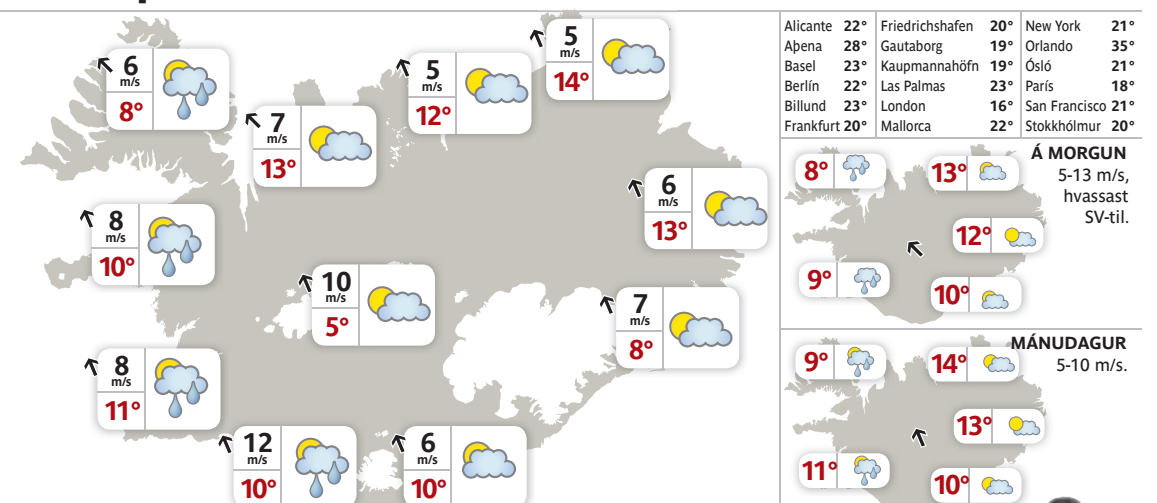 6
m/s
8°
7
m/s
13°
5
m/s
12°
5
m/s
14°
8
m/s
10°
6
m/s
13°
10
m/s
5°
7
m/s
8°
8
m/s
11°
12
m/s
10°
6
m/s
10°
Alicante 22°
Aþena 28°
Basel 23°
Berlín 22°
Billund 23°
Frankfurt 20°
Friedrichshafen 20°
Gautaborg 19°
Kaupmannahöfn 19°
Las Palmas 23°
London 16°
Mallorca 22°
New York 21°
Orlando 35°
Ósló 21°
París 18°
San Francisco 21°
Stokkhólmur 20°
Á MORGUN
5-13 m/s,
hvassast
SV-til.
8°
13°
12°
9°
10°
MÁNUDAGUR
5-10 m/s.
9°
14°
13°
11°
10°